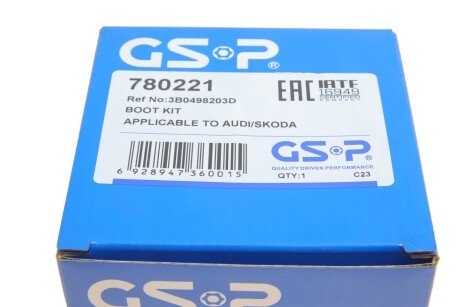 GSP®
780221
Ref No:3B0498203D
BOOT KIT
APPLICABLE TO AUDI/SKODA
EAC IATF
16949
CERTIFIED
6 928947 360015
GSP®
QUALITY DRIVEN PERFORMANCE
QTY:1 C23
GSP